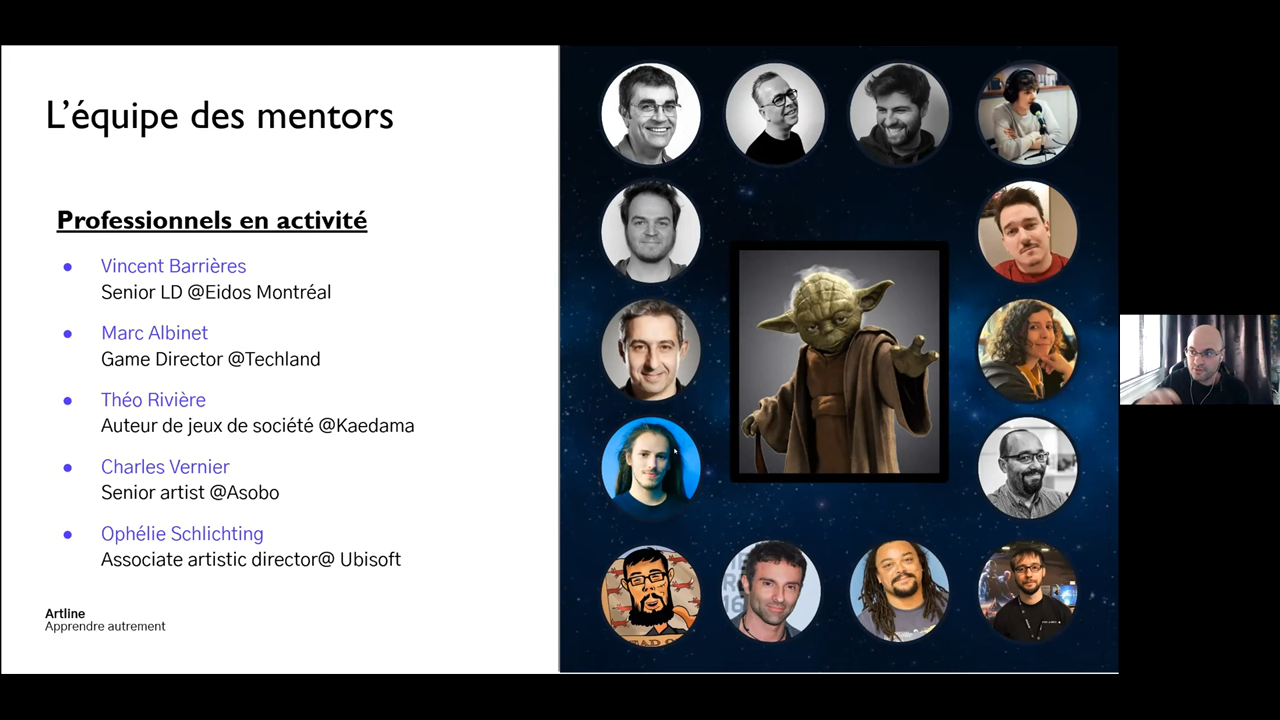 L'équipe des mentors
Professionnels en activité
Vincent Barrières
Senior LD @Eidos Montréal
Marc Albinet
Game Director @Techland
Théo Rivière
Auteur de jeux de société @Kaedama
Charles Vernier
Senior artist @Asobo
Ophélie Schlichting
Associate artistic director@ Ubisoft
Artline
Apprendre autrement